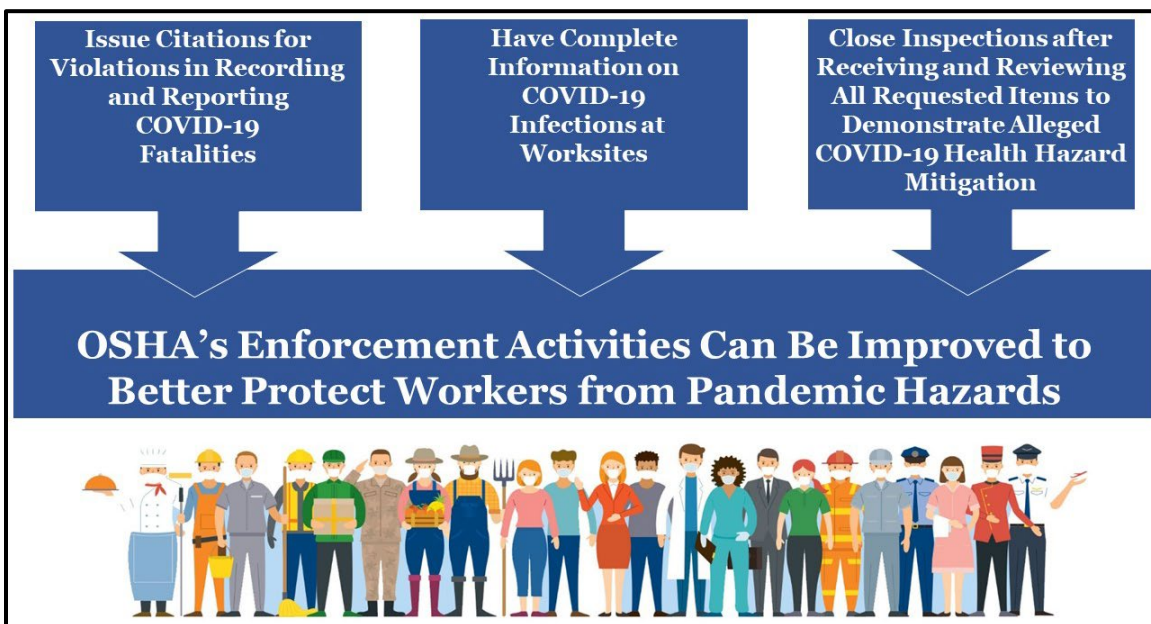 Issue Citations for
Violations in Recording
and Reporting
COVID-19
Fatalities
Have Complete
Information on
COVID-19
Infections at
Worksites
Close Inspections after
Receiving and Reviewing
All Requested Items to
Demonstrate Alleged
COVID-19 Health Hazard
Mitigation
OSHA’s Enforcement Activities Can Be Improved to
Better Protect Workers from Pandemic Hazards